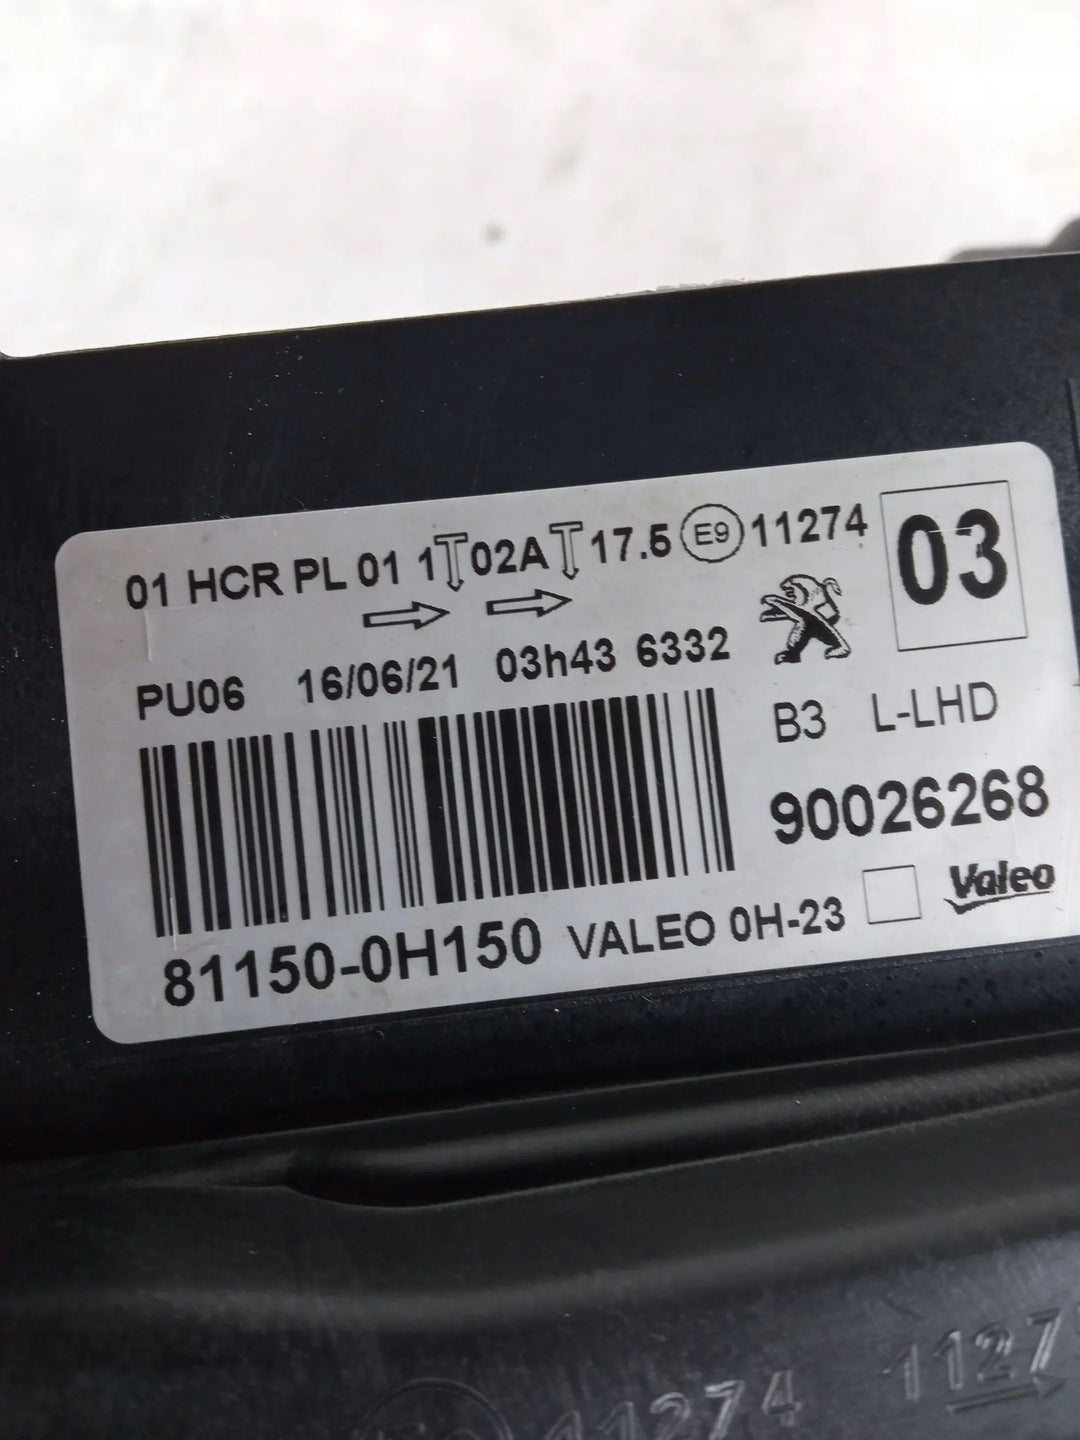 01 HCR PL 01 1 02A 17.5 E9 11274
03
PU06 16/06/21 03h43 6332
B3 L-LHD
90026268
81150-0H150 VALEO 0H-23 Valeo
11274 1127